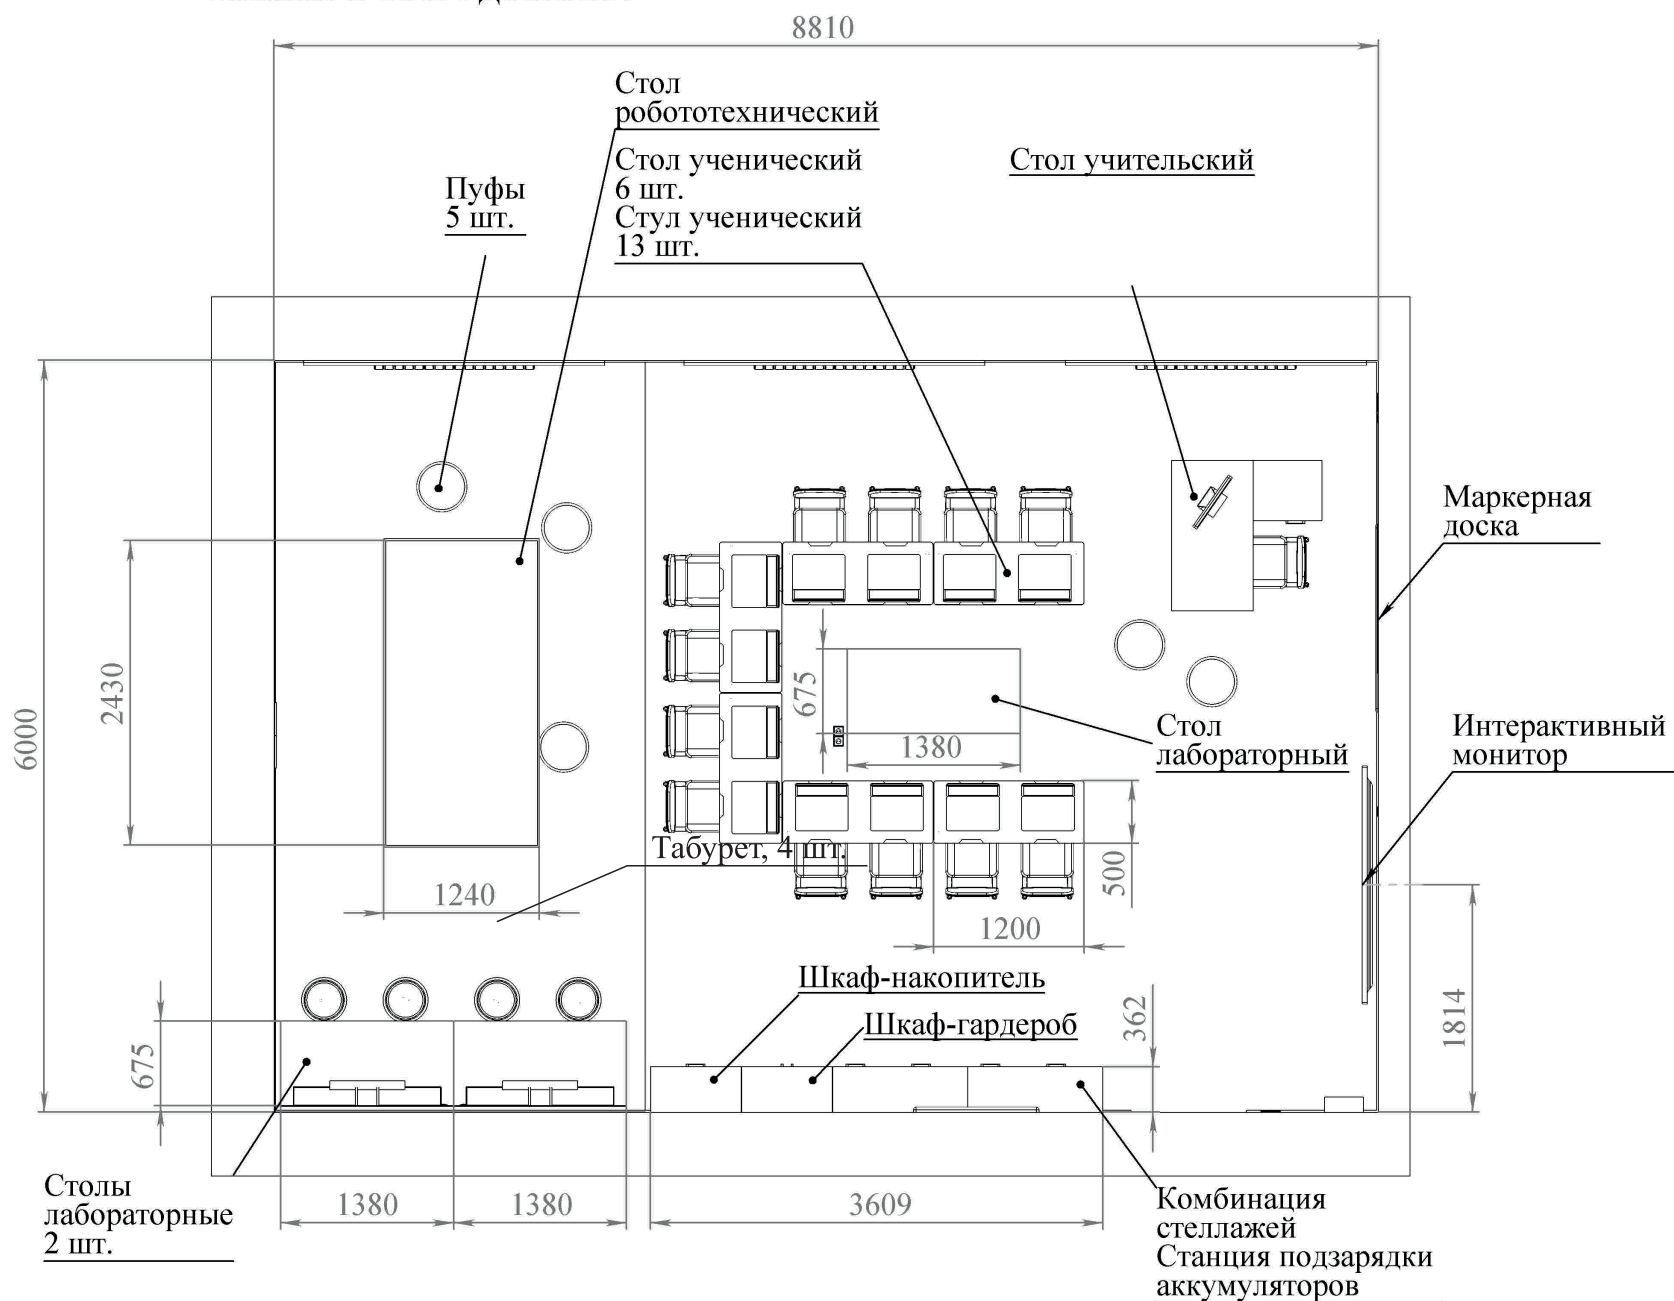 8810
Стол
робототехнический
Стол ученический
6 шт.
Стул ученический
13 шт.
Стол учительский
Пуфы
5 шт.
Маркерная
доска
2430
6000
675
1380
Стол
лабораторный
Интерактивный
монитор
Табурет, 4 шт.
1240
500
1200
Шкаф-накопитель
Шкаф-гардероб
362
1814
675
Столы
лабораторные
2 шт.
1380
1380
3609
Комбинация
стеллажей
Станция подзарядки
аккумуляторов